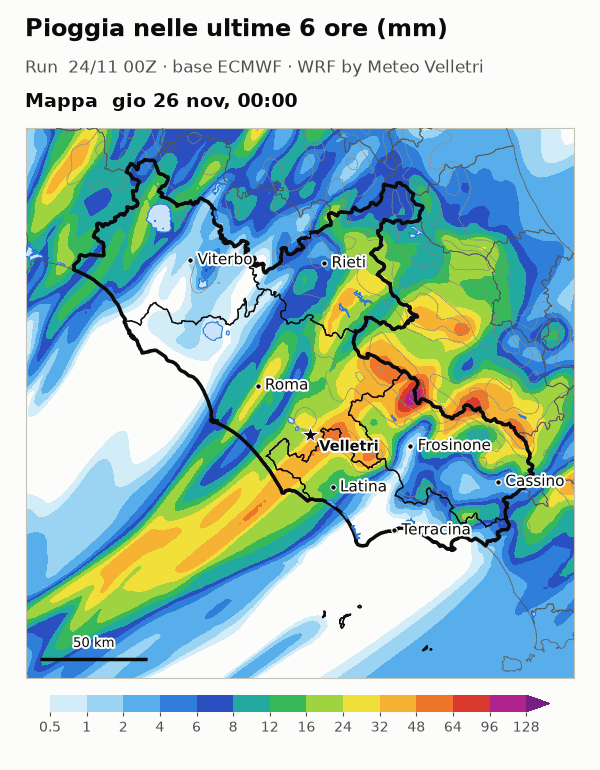 Pioggia nelle ultime 6 ore (mm)
Run  24/11 00Z · base ECMWF · WRF by Meteo Velletri
Mappa  gio 26 nov, 00:00
Viterbo
Rieti
Roma
Velletri
Frosinone
Latina
Cassino
Terracina
50 km
0.5 1 2 4 6 8 12 16 24 32 48 64 96 128